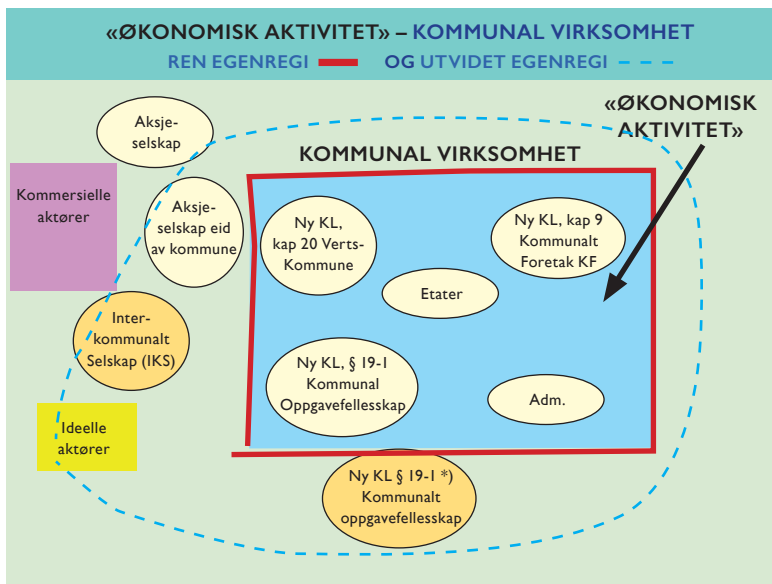 «ØKONOMISK AKTIVITET» – KOMMUNAL VIRKSOMHET
REN EGENREGI OG UTVIDET EGENREGI
«ØKONOMISK
AKTIVITET»
Aksje-
selskap
KOMMUNAL VIRKSOMHET
Kommersielle
aktører
Aksje-
selskap eid
av kommune
Ny KL,
kap 20 Verts-
Kommune
Ny KL, kap 9
Kommunalt
Foretak KF
Etater
Inter-
kommunalt
Selskap (IKS)
Ny KL, § 19-1
Kommunal
Oppgavefellesskap
Adm.
Ideelle
aktører
Ny KL § 19-1 *)
Kommunalt
oppgavefellesskap